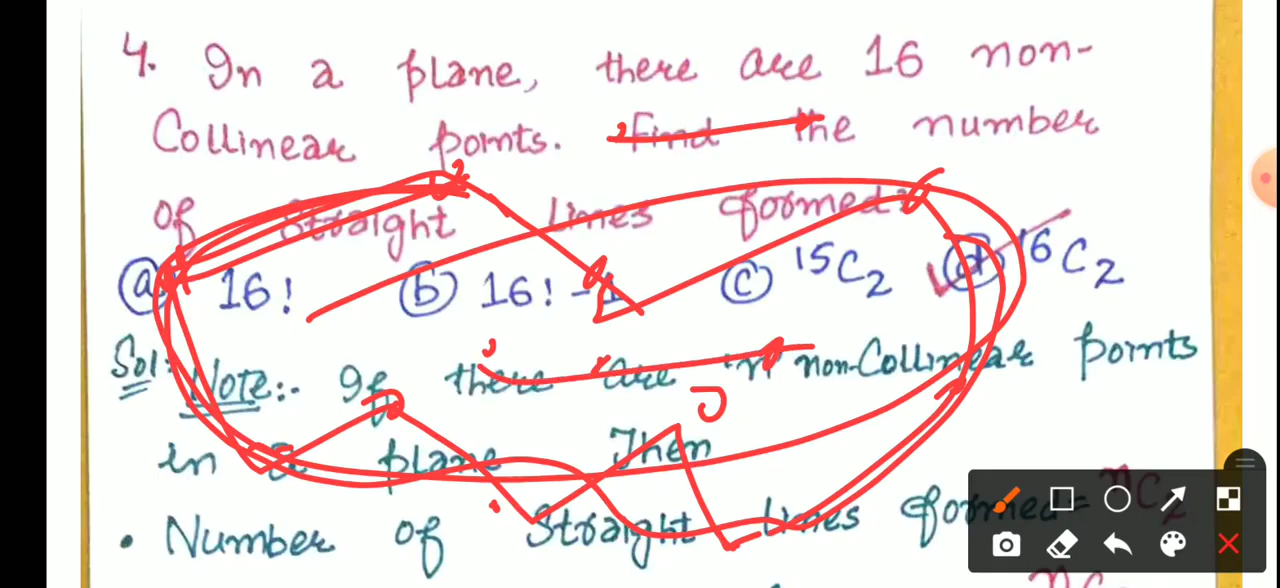 4. In a plane, there are 16 non-
Collinear points. Find the number
of Straight lines formed?
(a) 16! (b) 16! - 1 (c) ¹⁵C₂ (d) ¹⁶C₂
Sol:- Note:- If there are 'n' non-Collinear points
in a plane Then
• Number of Straight lines formed = ⁿC₂